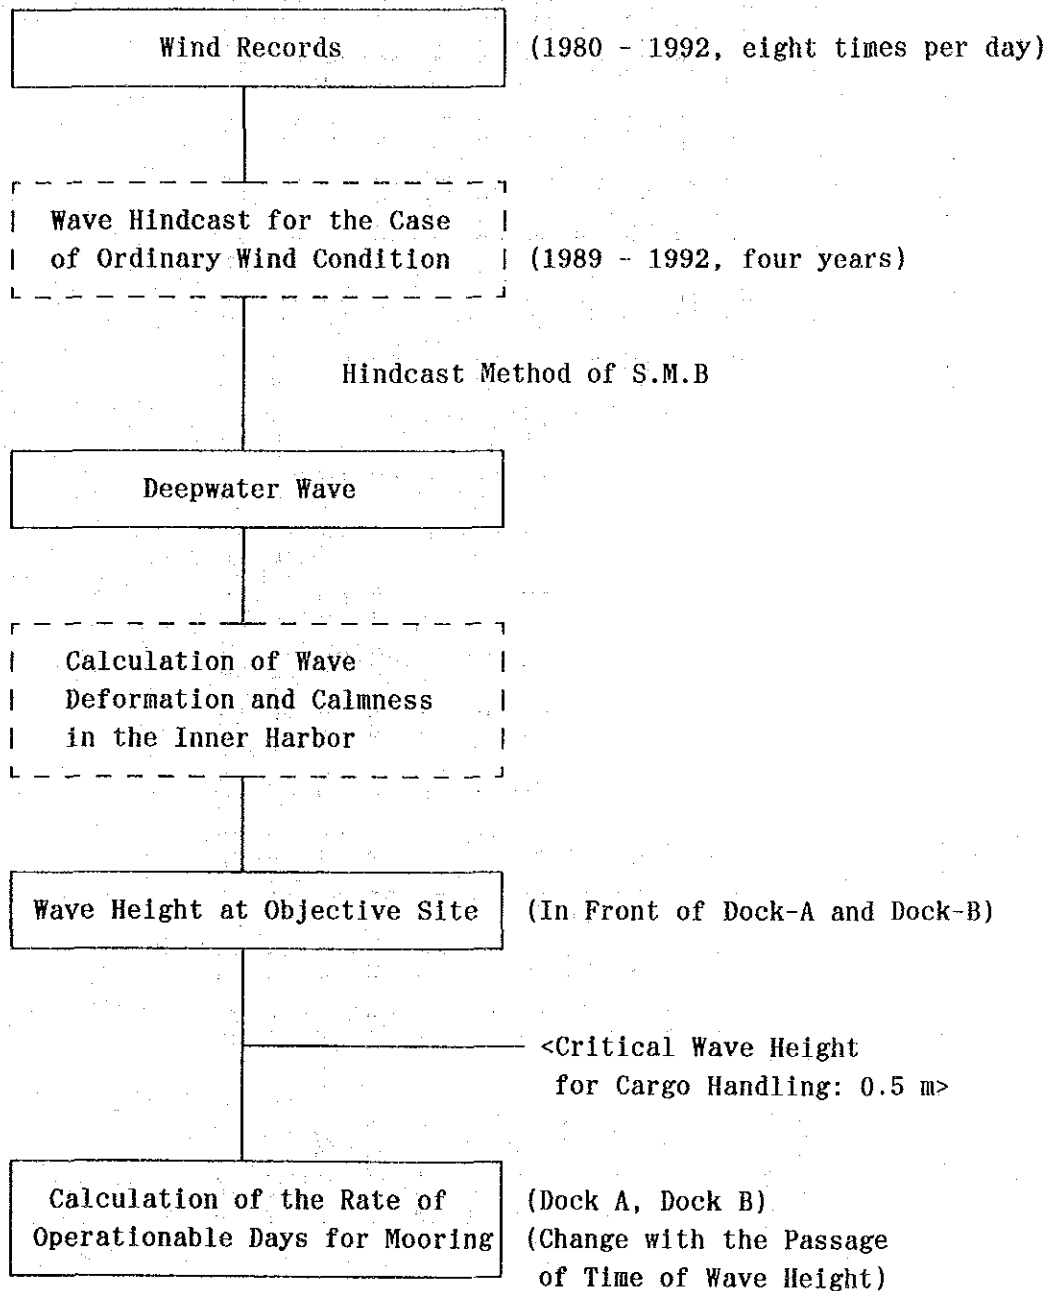 Wind Records (1980 - 1992, eight times per day)
Wave Hindcast for the Case
of Ordinary Wind Condition (1989 - 1992, four years)
Hindcast Method of S.M.B
Deepwater Wave
Calculation of Wave
Deformation and Calmness
in the Inner Harbor
Wave Height at Objective Site (In Front of Dock-A and Dock-B)
<Critical Wave Height
for Cargo Handling: 0.5 m>
Calculation of the Rate of (Dock A, Dock B)
Operationable Days for Mooring (Change with the Passage
of Time of Wave Height)